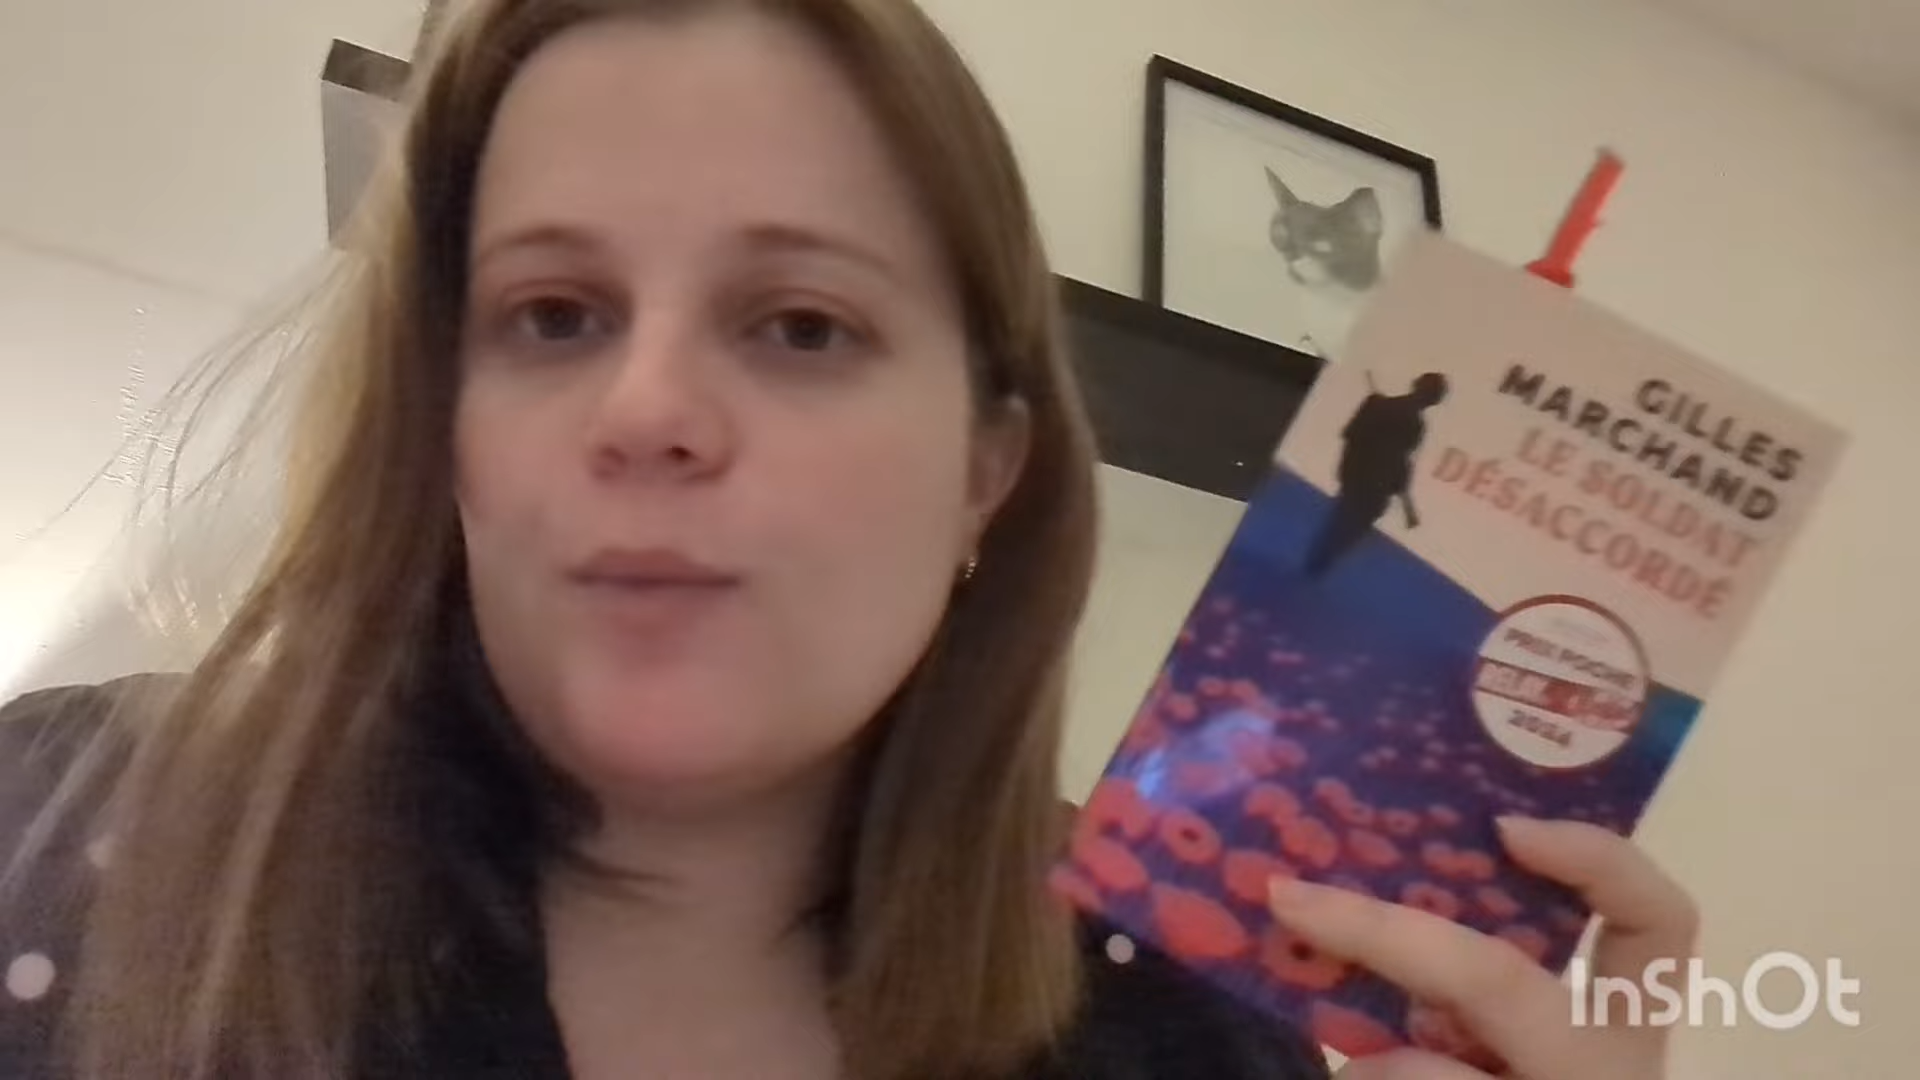 GILLES
MARCHAND
LE SOLDAT
DÉSACCORDÉ
PRIX POCHE
2024
InShOt